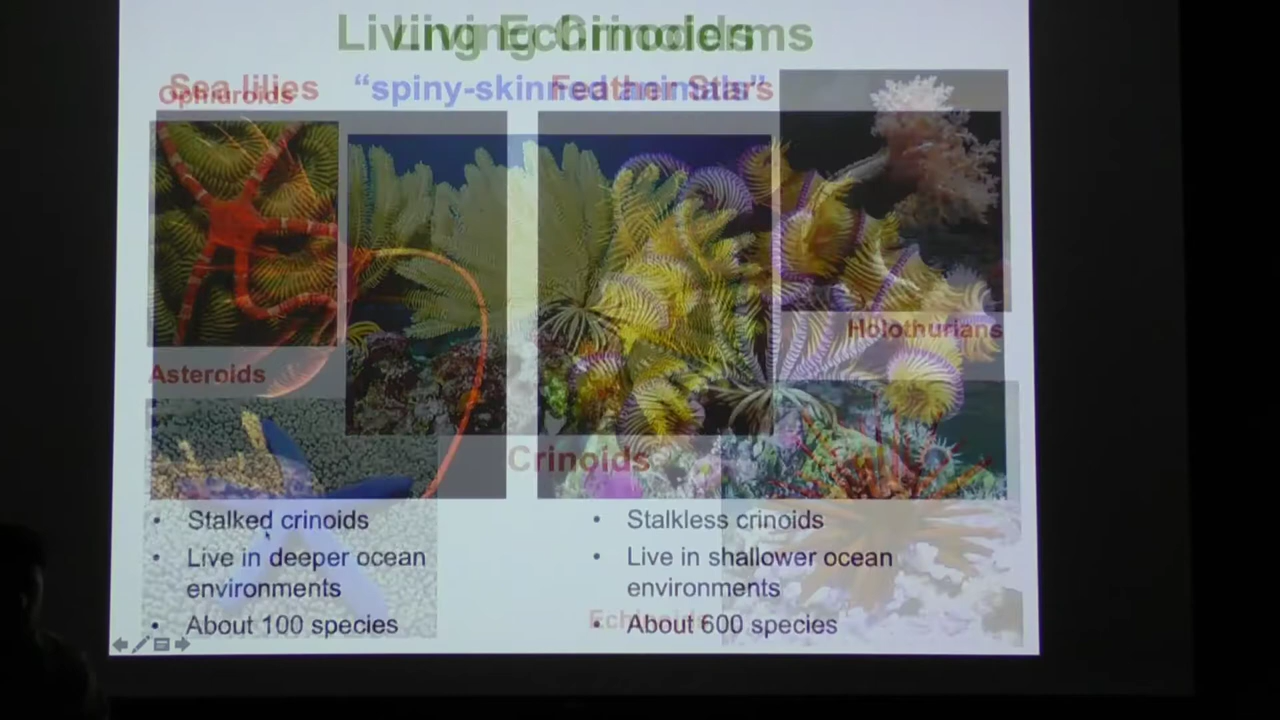 Living Echinoderms
Living Crinoids
Sea lilies
"spiny-skinned animals"
Feather Stars
Ophiuroids
Holothurians
Asteroids
Crinoids
• Stalked crinoids
• Live in deeper ocean
environments
• About 100 species
• Stalkless crinoids
• Live in shallower ocean
environments
• About 600 species
Echinoids